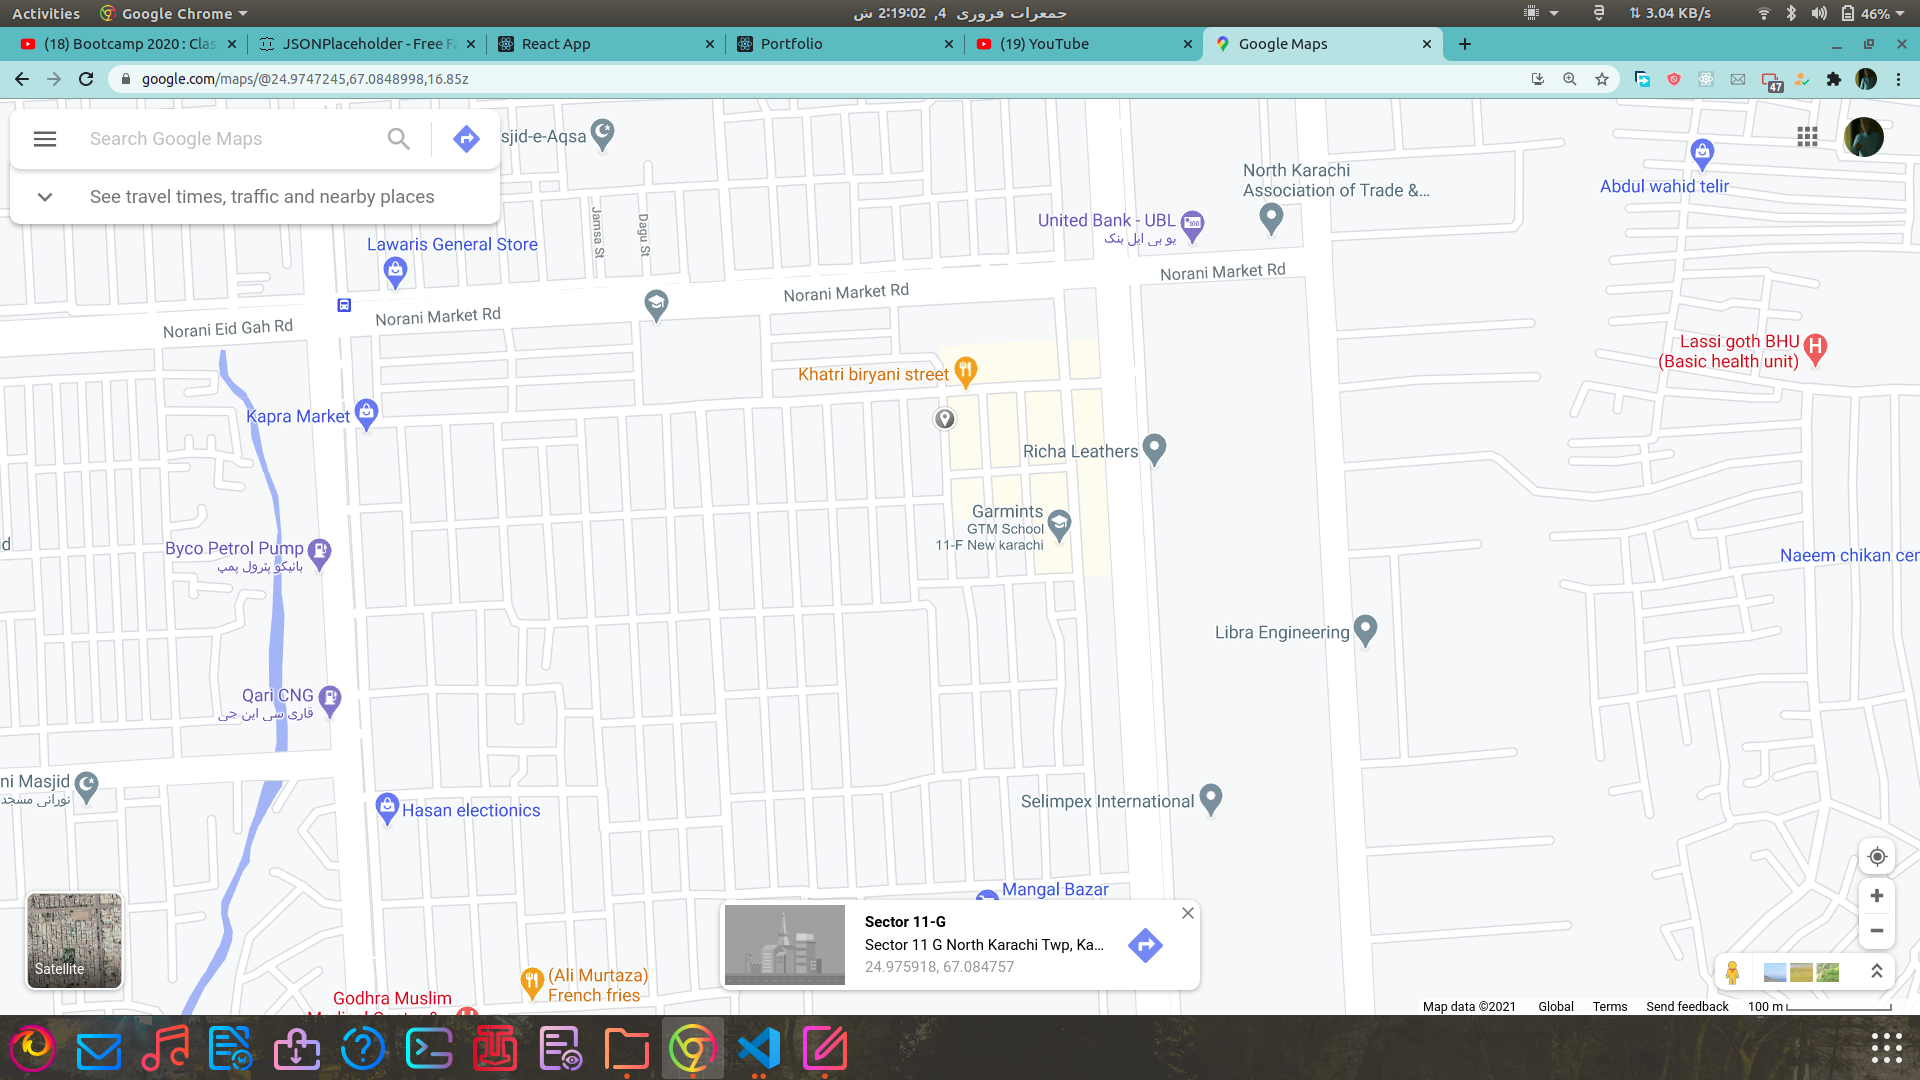 Activities
Google Chrome
جمعرات فروری 4, 2:19:02 ش
3.04 KB/s
46%
(18) Bootcamp 2020 : Clas
JSONPlaceholder - Free Fa
React App
Portfolio
(19) YouTube
Google Maps
google.com/maps/@24.9747245,67.0848998,16.85z
47
Search Google Maps
See travel times, traffic and nearby places
sjid-e-Aqsa
North Karachi
Association of Trade &...
Abdul wahid telir
United Bank - UBL
یو بی ایل بنک
Jamsa St
Dagu St
Lawaris General Store
Norani Market Rd
Norani Market Rd
Norani Market Rd
Norani Eid Gah Rd
Lassi goth BHU
(Basic health unit)
Khatri biryani street
Kapra Market
Richa Leathers
Garmints
GTM School
11-F New karachi
id
Byco Petrol Pump
بائیکو پٹرول پمپ
Naeem chikan cer
Libra Engineering
Qari CNG
قاری سی این جی
ni Masjid
نورانی مسجد
Hasan electionics
Selimpex International
Mangal Bazar
Sector 11-G
Sector 11 G North Karachi Twp, Ka...
24.975918, 67.084757
Satellite
(Ali Murtaza)
French fries
Godhra Muslim
Map data ©2021
Global
Terms
Send feedback
100 m